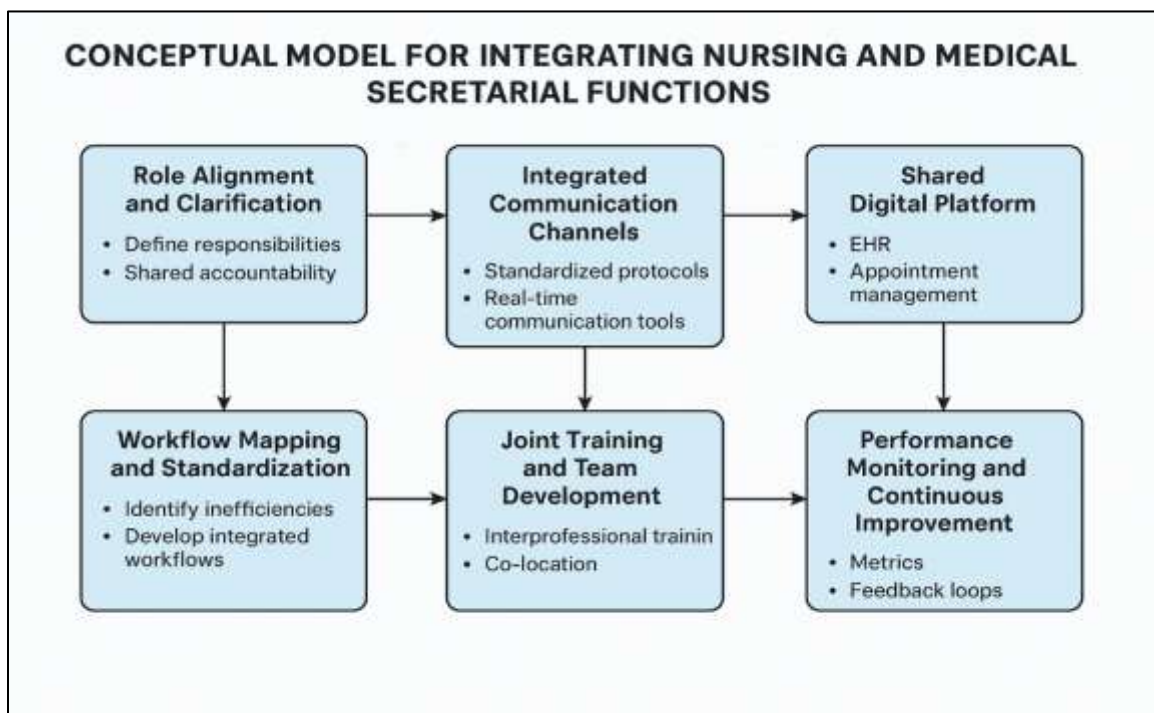 CONCEPTUAL MODEL FOR INTEGRATING NURSING AND MEDICAL
SECRETARIAL FUNCTIONS
Role Alignment
and Clarification
• Define responsibilities
• Shared accountability
Integrated
Communication
Channels
• Standardized protocols
• Real-time
communication tools
Shared
Digital Platform
• EHR
• Appointment
management
Workflow Mapping
and Standardization
• Identify inefficiencies
• Develop integrated
workflows
Joint Training
and Team
Development
• Interprofessional trainin
• Co-location
Performance
Monitoring and
Continuous
Improvement
• Metrics
• Feedback loops